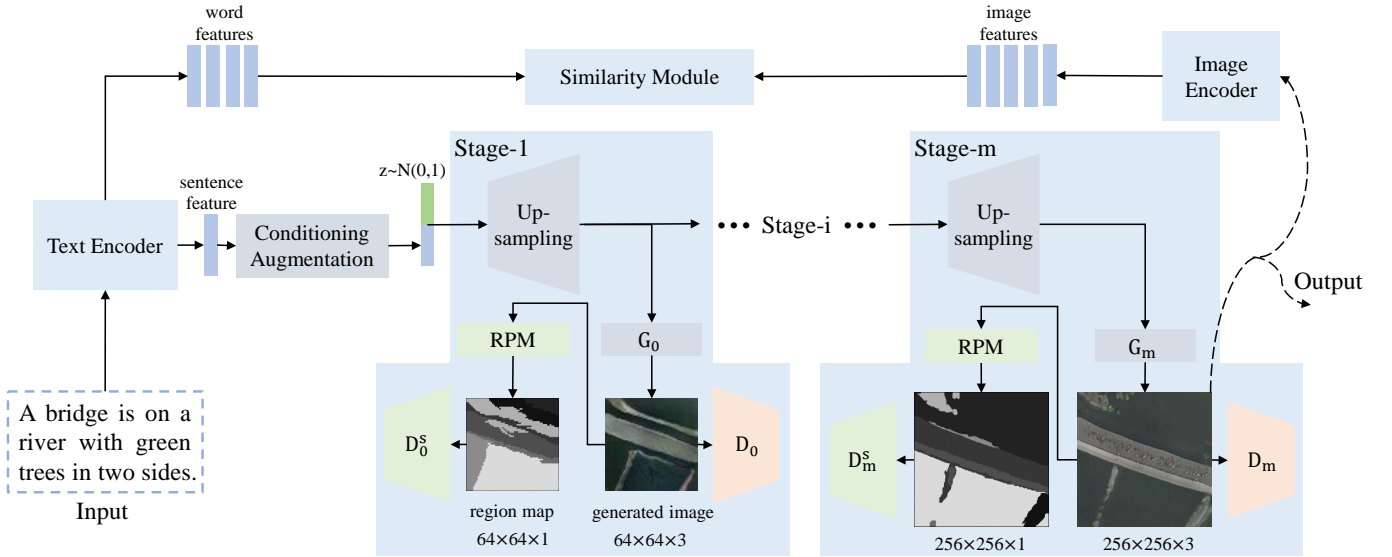 word
features
Similarity Module
image
features
Image
Encoder
Stage-1
Stage-m
z~N(0,1)
sentence
feature
Text Encoder
Conditioning
Augmentation
Up-
sampling
••• Stage-i •••
Up-
sampling
Output
RPM
G₀
RPM
Gₘ
A bridge is on a
river with green
trees in two sides.
Input
D₀ˢ
D₀
Dₘˢ
Dₘ
region map
generated image
64×64×1
64×64×3
256×256×1
256×256×3